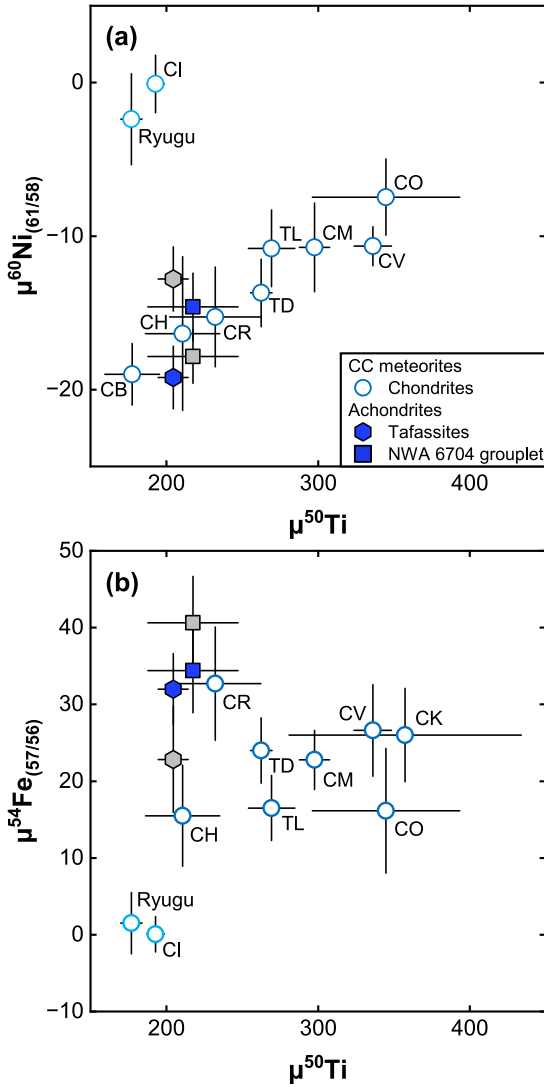 (a)
0
−10
−20
μ⁶⁰Ni(61/58)
CI
Ryugu
CO
TL
CM
CV
TD
CH
CR
CB
CC meteorites
Chondrites
Achondrites
Tafassites
NWA 6704 grouplet
200 300 400
μ⁵⁰Ti
(b)
50
40
30
20
10
0
−10
μ⁵⁴Fe(57/56)
CR
CV
CK
TD
CM
TL
CO
CH
Ryugu
CI
200 300 400
μ⁵⁰Ti